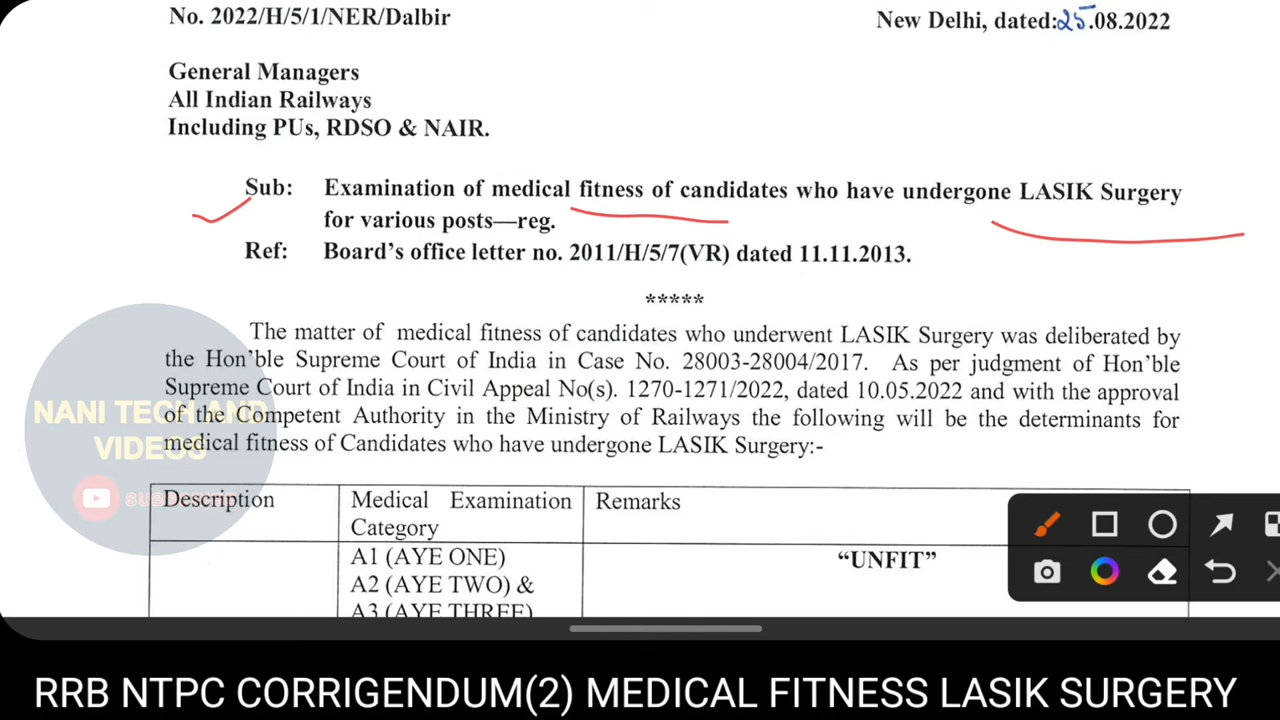 No. 2022/H/5/1/NER/Dalbir
New Delhi, dated:25.08.2022
General Managers
All Indian Railways
Including PUs, RDSO & NAIR.
Sub: Examination of medical fitness of candidates who have undergone LASIK Surgery
for various posts—reg.
Ref: Board's office letter no. 2011/H/5/7(VR) dated 11.11.2013.
*****
The matter of medical fitness of candidates who underwent LASIK Surgery was deliberated by
the Hon'ble Supreme Court of India in Case No. 28003-28004/2017. As per judgment of Hon'ble
Supreme Court of India in Civil Appeal No(s). 1270-1271/2022, dated 10.05.2022 and with the approval
of the Competent Authority in the Ministry of Railways the following will be the determinants for
medical fitness of Candidates who have undergone LASIK Surgery:-
NANI TECH AND
VIDEOS
SUBSCRIBE
Description
Medical Examination
Category
Remarks
A1 (AYE ONE)
A2 (AYE TWO) &
A3 (AYE THREE)
"UNFIT"
RRB NTPC CORRIGENDUM(2) MEDICAL FITNESS LASIK SURGERY